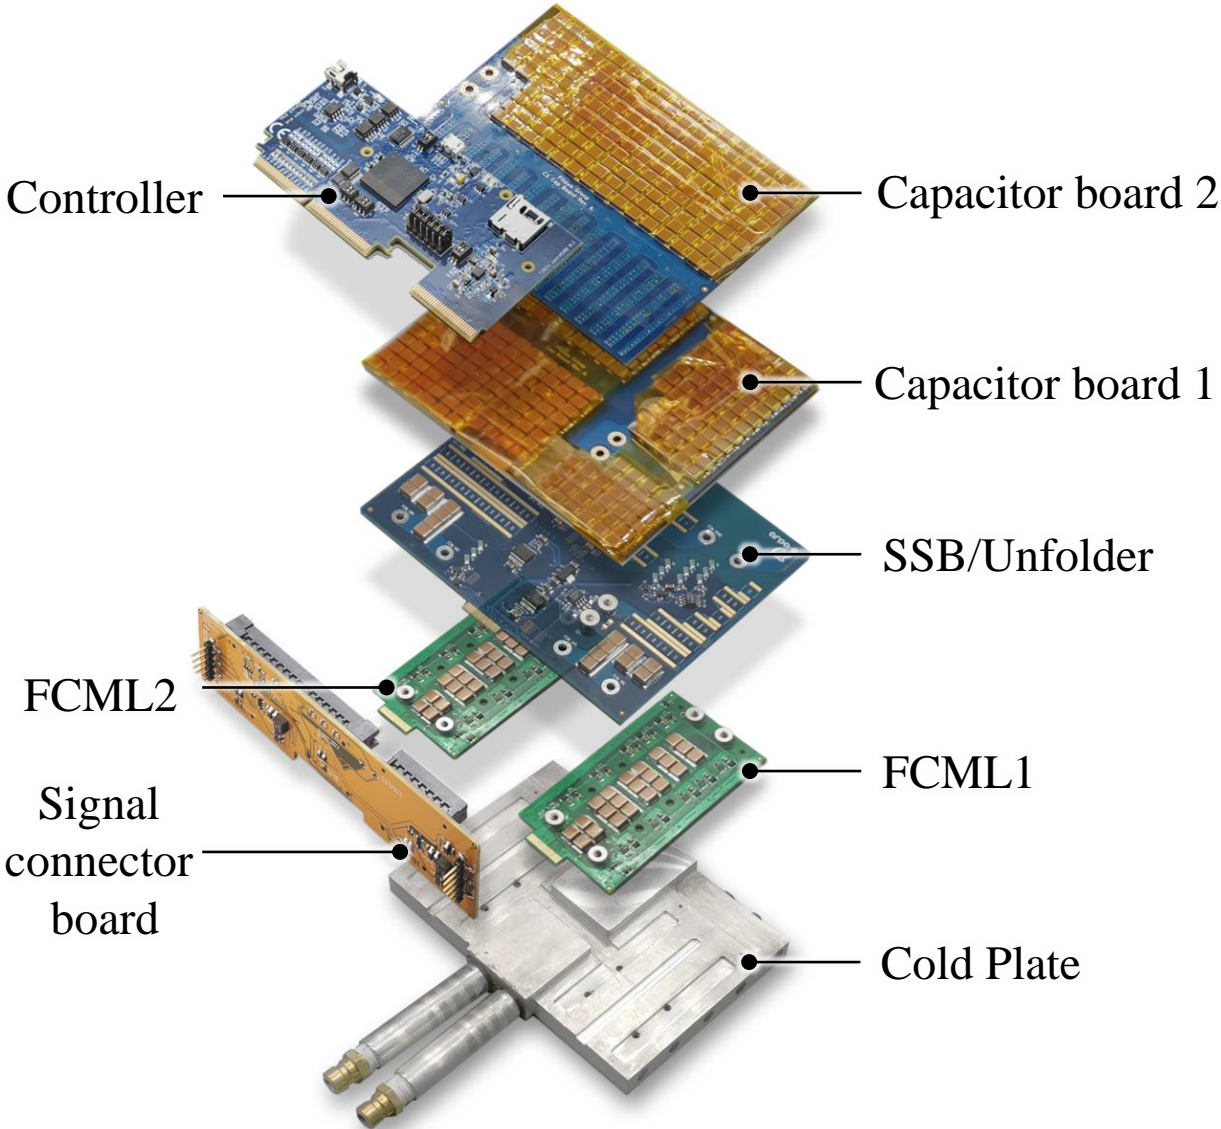 Controller
Capacitor board 2
Capacitor board 1
SSB/Unfolder
FCML2
FCML1
Signal
connector
board
Cold Plate